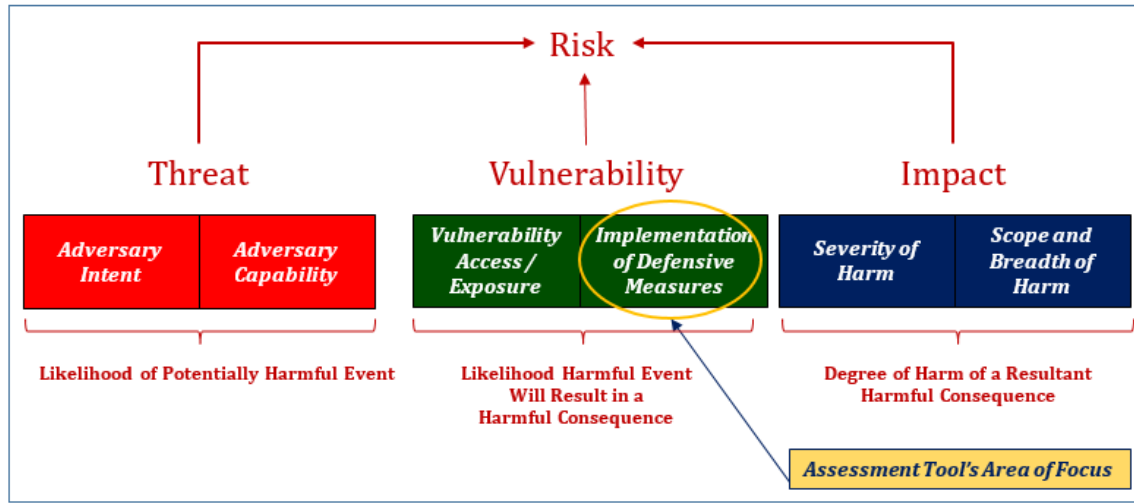 Risk
Threat
Vulnerability
Impact
Adversary
Intent
Adversary
Capability
Vulnerability
Access /
Exposure
Implementation
of Defensive
Measures
Severity of
Harm
Scope and
Breadth of
Harm
Likelihood of Potentially Harmful Event
Likelihood Harmful Event
Will Result in a
Harmful Consequence
Degree of Harm of a Resultant
Harmful Consequence
Assessment Tool's Area of Focus